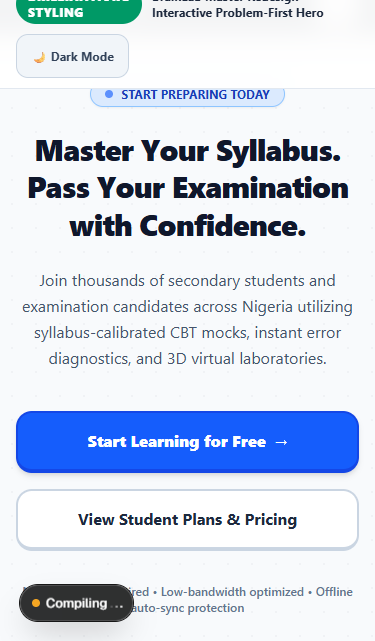 STYLING
Interactive Problem-First Hero
🌙 Dark Mode
START PREPARING TODAY
Master Your Syllabus.
Pass Your Examination
with Confidence.
Join thousands of secondary students and
examination candidates across Nigeria utilizing
syllabus-calibrated CBT mocks, instant error
diagnostics, and 3D virtual laboratories.
Start Learning for Free →
View Student Plans & Pricing
• Low-bandwidth optimized • Offline
auto-sync protection
Compiling ...